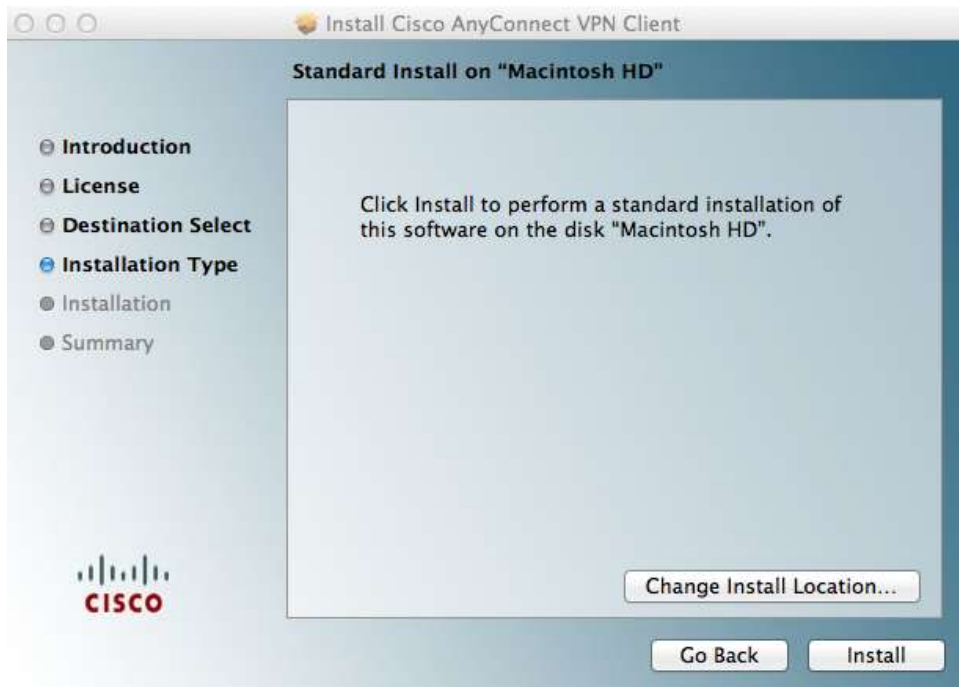 Install Cisco AnyConnect VPN Client
Standard Install on "Macintosh HD"
Introduction
License
Destination Select
Installation Type
Installation
Summary
Click Install to perform a standard installation of
this software on the disk "Macintosh HD".
CISCO
Change Install Location...
Go Back
Install